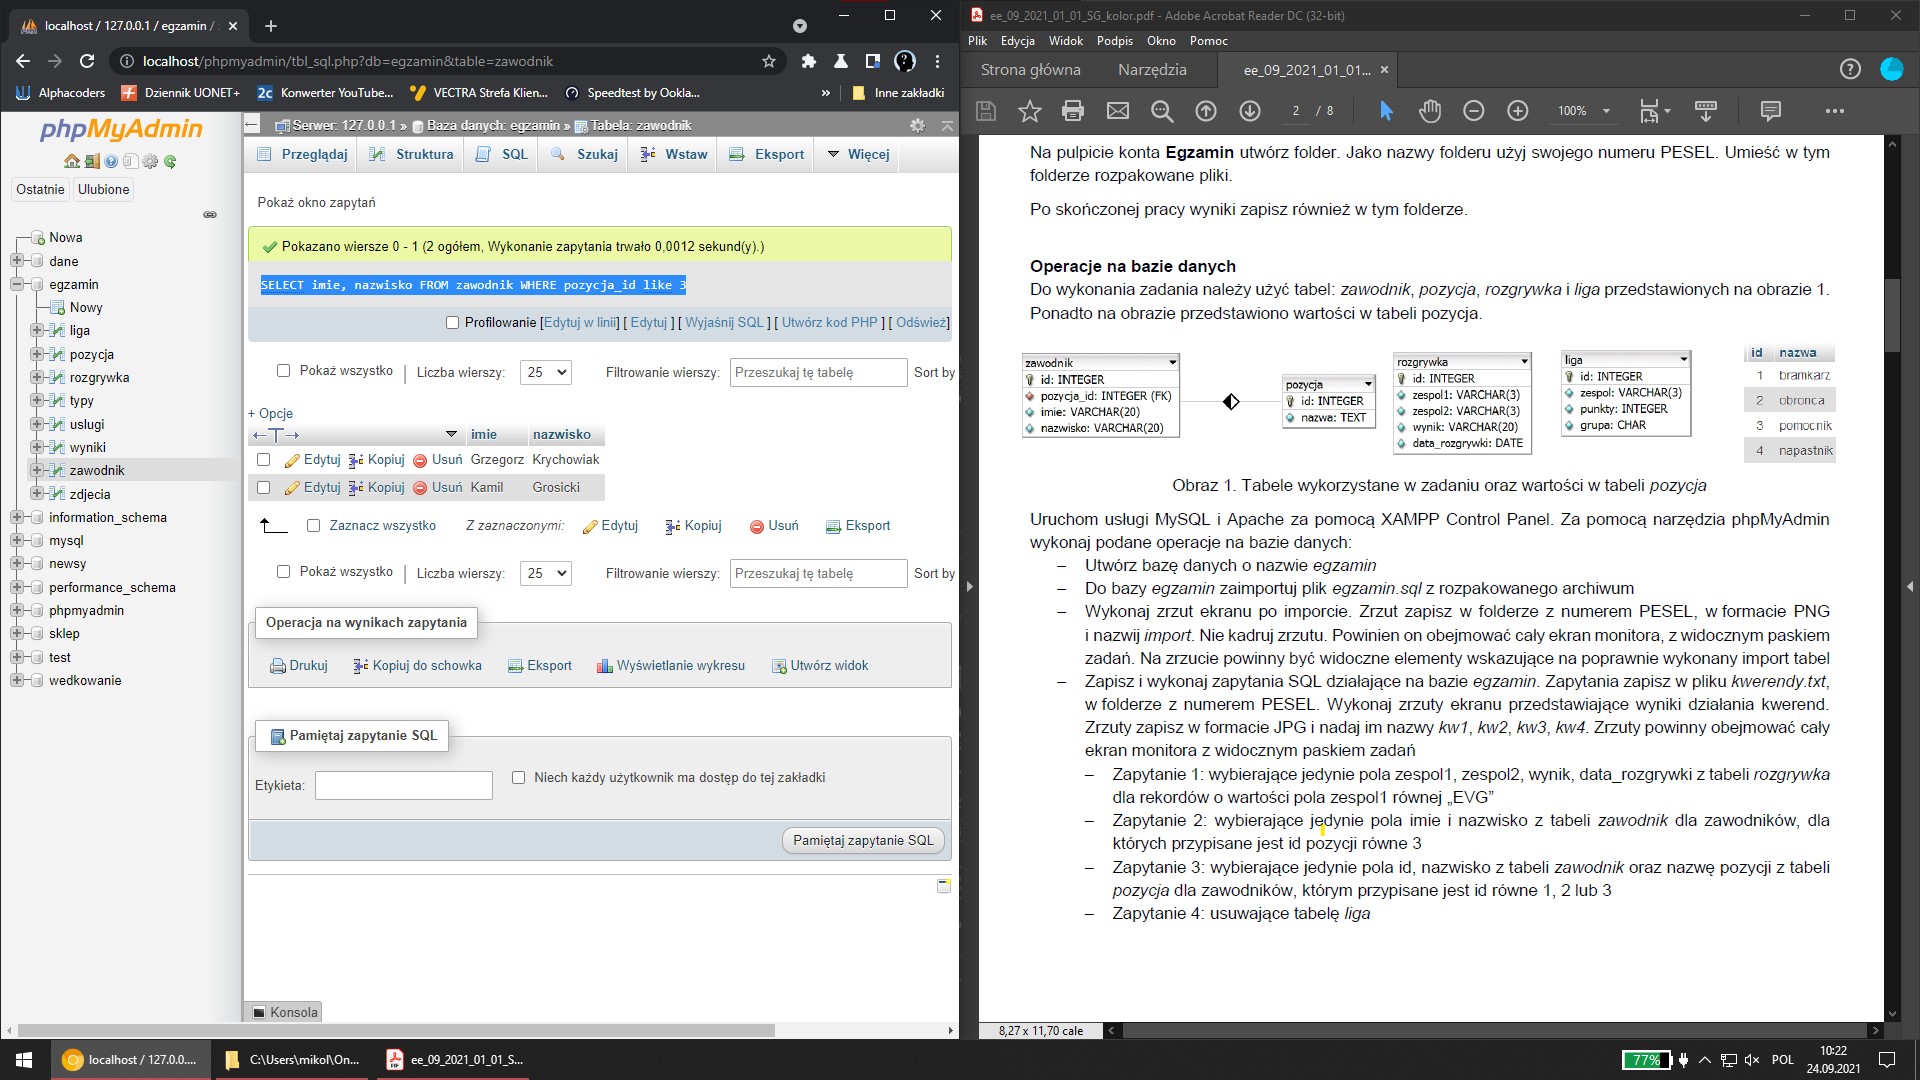 localhost / 127.0.0.1 / egzamin /
localhost/phpmyadmin/tbl_sql.php?db=egzamin&table=zawodnik
Alphacoders
Dziennik UONET+
Konwerter YouTube...
VECTRA Strefa Klien...
Speedtest by Ookla...
»
Inne zakładki
phpMyAdmin
Ostatnie
Ulubione
Nowa
dane
egzamin
Nowy
liga
pozycja
rozgrywka
typy
uslugi
wyniki
zawodnik
zdjecia
information_schema
mysql
newsy
performance_schema
phpmyadmin
sklep
test
wedkowanie
Serwer: 127.0.0.1 » Baza danych: egzamin » Tabela: zawodnik
Przeglądaj
Struktura
SQL
Szukaj
Wstaw
Eksport
Więcej
Pokaż okno zapytań
Pokazano wiersze 0 - 1 (2 ogółem, Wykonanie zapytania trwało 0,0012 sekund(y).)
SELECT imie, nazwisko FROM zawodnik WHERE pozycja_id like 3
Profilowanie [Edytuj w linii] [ Edytuj ] [ Wyjaśnij SQL ] [ Utwórz kod PHP ] [ Odśwież]
Pokaż wszystko | Liczba wierszy: 25 Filtrowanie wierszy: Przeszukaj tę tabelę Sort by
+ Opcje
←T→ imie nazwisko
Edytuj Kopiuj Usuń Grzegorz Krychowiak
Edytuj Kopiuj Usuń Kamil Grosicki
Zaznacz wszystko Z zaznaczonymi: Edytuj Kopiuj Usuń Eksport
Pokaż wszystko | Liczba wierszy: 25 Filtrowanie wierszy: Przeszukaj tę tabelę Sort by
Operacja na wynikach zapytania
Drukuj Kopiuj do schowka Eksport Wyświetlanie wykresu Utwórz widok
Pamiętaj zapytanie SQL
Etykieta: Niech każdy użytkownik ma dostęp do tej zakładki
Pamiętaj zapytanie SQL
Konsola
ee_09_2021_01_01_SG_kolor.pdf - Adobe Acrobat Reader DC (32-bit)
Plik Edycja Widok Podpis Okno Pomoc
Strona główna
Narzędzia
ee_09_2021_01_01...
2 / 8
100%
Na pulpicie konta Egzamin utwórz folder. Jako nazwy folderu użyj swojego numeru PESEL. Umieść w tym
folderze rozpakowane pliki.
Po skończonej pracy wyniki zapisz również w tym folderze.
Operacje na bazie danych
Do wykonania zadania należy użyć tabel: zawodnik, pozycja, rozgrywka i liga przedstawionych na obrazie 1.
Ponadto na obrazie przedstawiono wartości w tabeli pozycja.
zawodnik
id: INTEGER
pozycja_id: INTEGER (FK)
imie: VARCHAR(20)
nazwisko: VARCHAR(20)
pozycja
id: INTEGER
nazwa: TEXT
rozgrywka
id: INTEGER
zespol1: VARCHAR(3)
zespol2: VARCHAR(3)
wynik: VARCHAR(20)
data_rozgrywki: DATE
liga
id: INTEGER
zespol: VARCHAR(3)
punkty: INTEGER
grupa: CHAR
id nazwa
1 bramkarz
2 obronca
3 pomocnik
4 napastnik
Obraz 1. Tabele wykorzystane w zadaniu oraz wartości w tabeli pozycja
Uruchom usługi MySQL i Apache za pomocą XAMPP Control Panel. Za pomocą narzędzia phpMyAdmin
wykonaj podane operacje na bazie danych:
– Utwórz bazę danych o nazwie egzamin
– Do bazy egzamin zaimportuj plik egzamin.sql z rozpakowanego archiwum
– Wykonaj zrzut ekranu po imporcie. Zrzut zapisz w folderze z numerem PESEL, w formacie PNG
i nazwij import. Nie kadruj zrzutu. Powinien on obejmować cały ekran monitora, z widocznym paskiem
zadań. Na zrzucie powinny być widoczne elementy wskazujące na poprawnie wykonany import tabel
– Zapisz i wykonaj zapytania SQL działające na bazie egzamin. Zapytania zapisz w pliku kwerendy.txt,
w folderze z numerem PESEL. Wykonaj zrzuty ekranu przedstawiające wyniki działania kwerend.
Zrzuty zapisz w formacie JPG i nadaj im nazwy kw1, kw2, kw3, kw4. Zrzuty powinny obejmować cały
ekran monitora z widocznym paskiem zadań
– Zapytanie 1: wybierające jedynie pola zespol1, zespol2, wynik, data_rozgrywki z tabeli rozgrywka
dla rekordów o wartości pola zespol1 równej „EVG”
– Zapytanie 2: wybierające jedynie pola imie i nazwisko z tabeli zawodnik dla zawodników, dla
których przypisane jest id pozycji równe 3
– Zapytanie 3: wybierające jedynie pola id, nazwisko z tabeli zawodnik oraz nazwę pozycji z tabeli
pozycja dla zawodników, którym przypisane jest id równe 1, 2 lub 3
– Zapytanie 4: usuwające tabelę liga
8,27 x 11,70 cale
localhost / 127.0.0....
C:\Users\mikol\On...
ee_09_2021_01_01_S...
77%
POL
10:22
24.09.2021